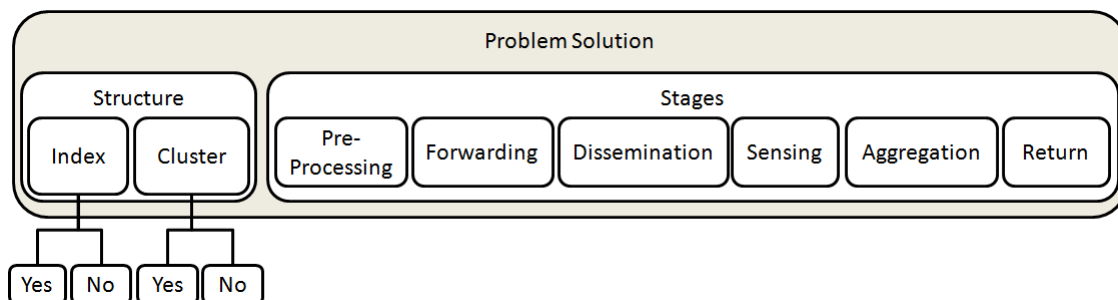 Problem Solution
Structure
Stages
Index
Cluster
Pre-
Processing
Forwarding
Dissemination
Sensing
Aggregation
Return
Yes
No
Yes
No